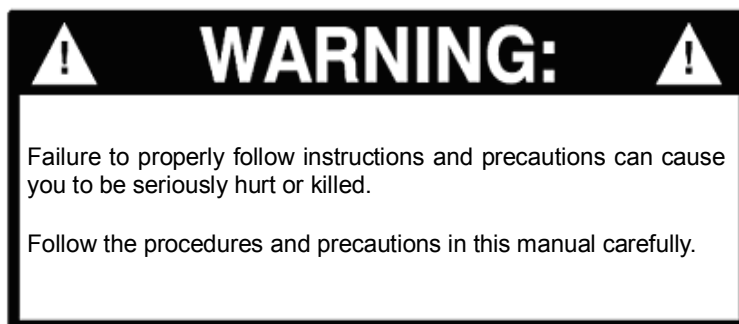 WARNING:
Failure to properly follow instructions and precautions can cause
you to be seriously hurt or killed.
Follow the procedures and precautions in this manual carefully.